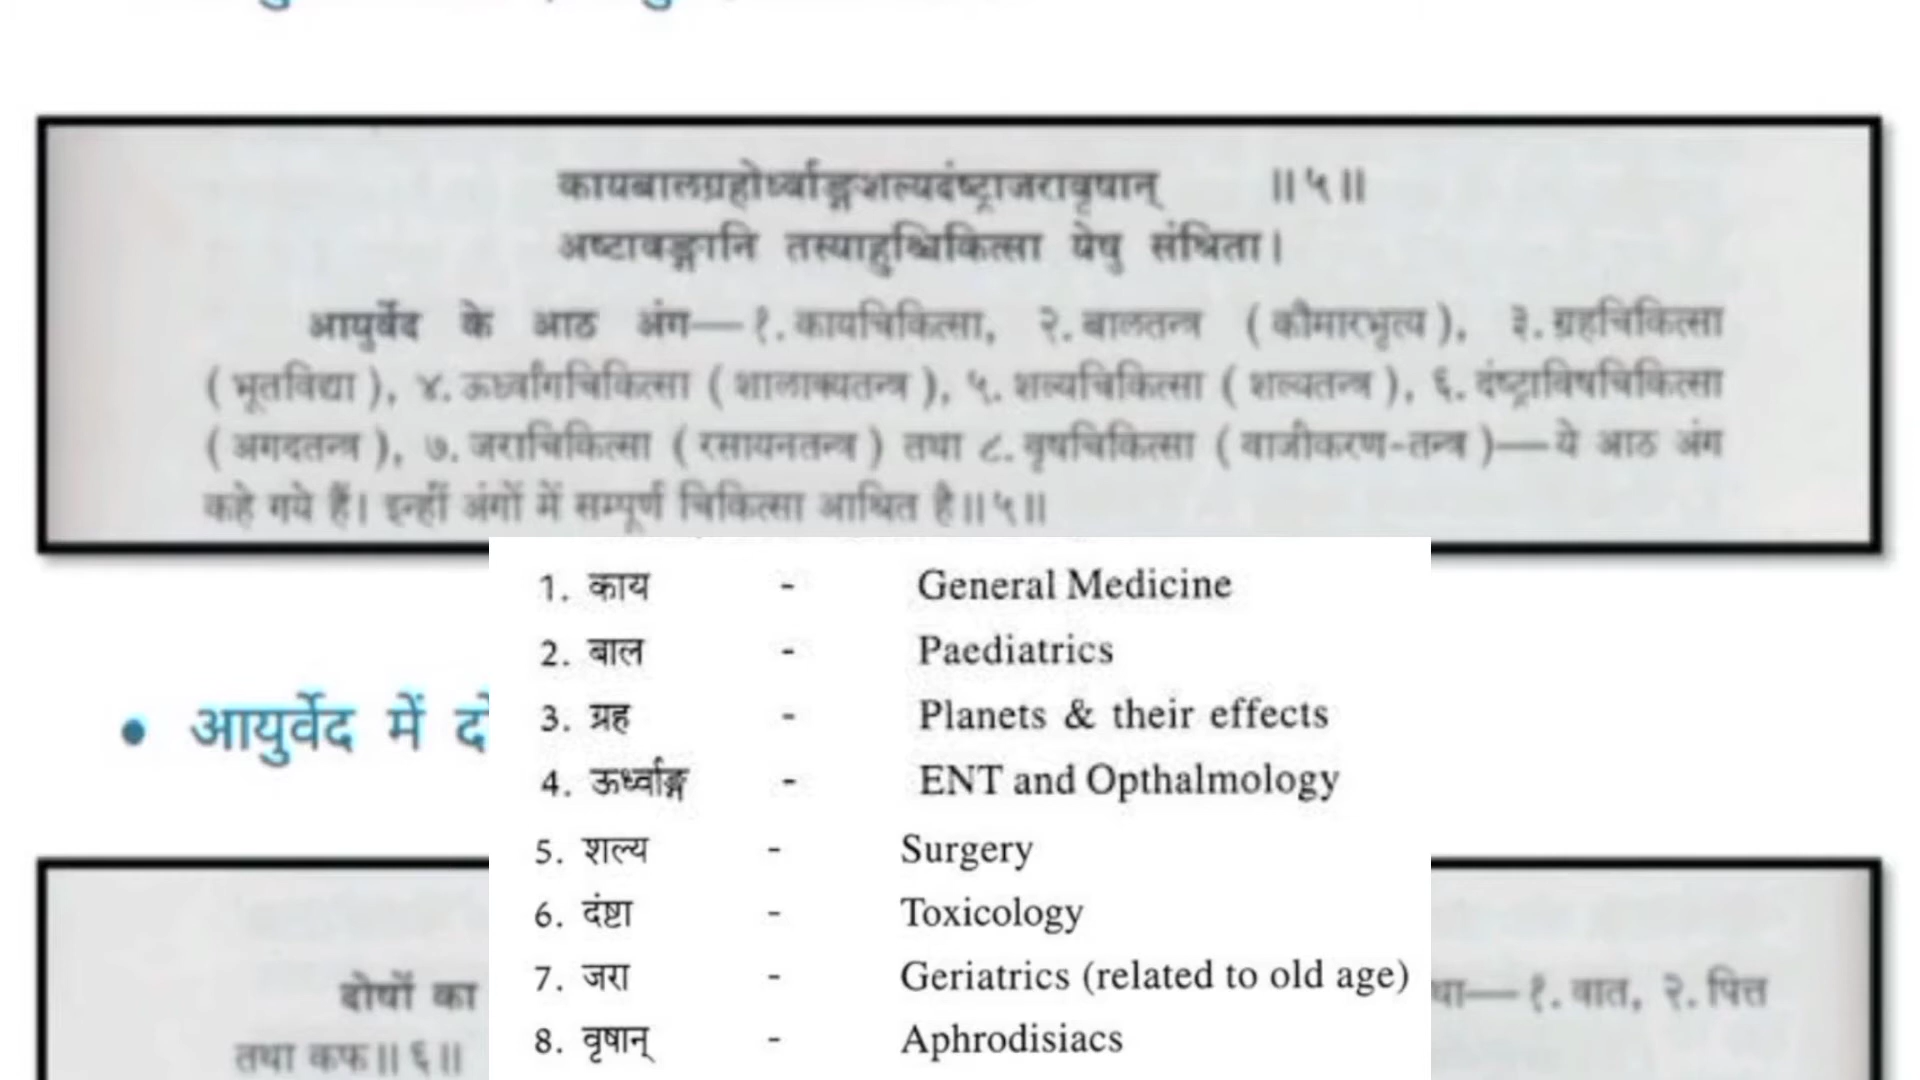 कायबालग्रहोर्ध्वाङ्गशल्यदंष्ट्राजरावृषान् ॥५॥
अष्टावङ्गानि तस्याहुश्चिकित्सा येषु संश्रिता।
आयुर्वेद के आठ अंग—१. कायचिकित्सा, २. बालतन्त्र (कौमारभृत्य), ३. ग्रहचिकित्सा
(भूतविद्या), ४. ऊर्ध्वांगचिकित्सा (शालाक्यतन्त्र), ५. शल्यचिकित्सा (शल्यतन्त्र), ६. दंष्ट्राविषचिकित्सा
(अगदतन्त्र), ७. जराचिकित्सा (रसायनतन्त्र) तथा ८. वृषचिकित्सा (वाजीकरण-तन्त्र)—ये आठ अंग
कहे गये हैं। इन्हीं अंगों में सम्पूर्ण चिकित्सा आश्रित है॥५॥
1. काय - General Medicine
2. बाल - Paediatrics
3. ग्रह - Planets & their effects
4. ऊर्ध्वाङ्ग - ENT and Opthalmology
5. शल्य - Surgery
6. दंष्टा - Toxicology
7. जरा - Geriatrics (related to old age)
8. वृषान् - Aphrodisiacs
• आयुर्वेद में
दोषों का
१. वात, २. पित्त
तथा कफ॥६॥